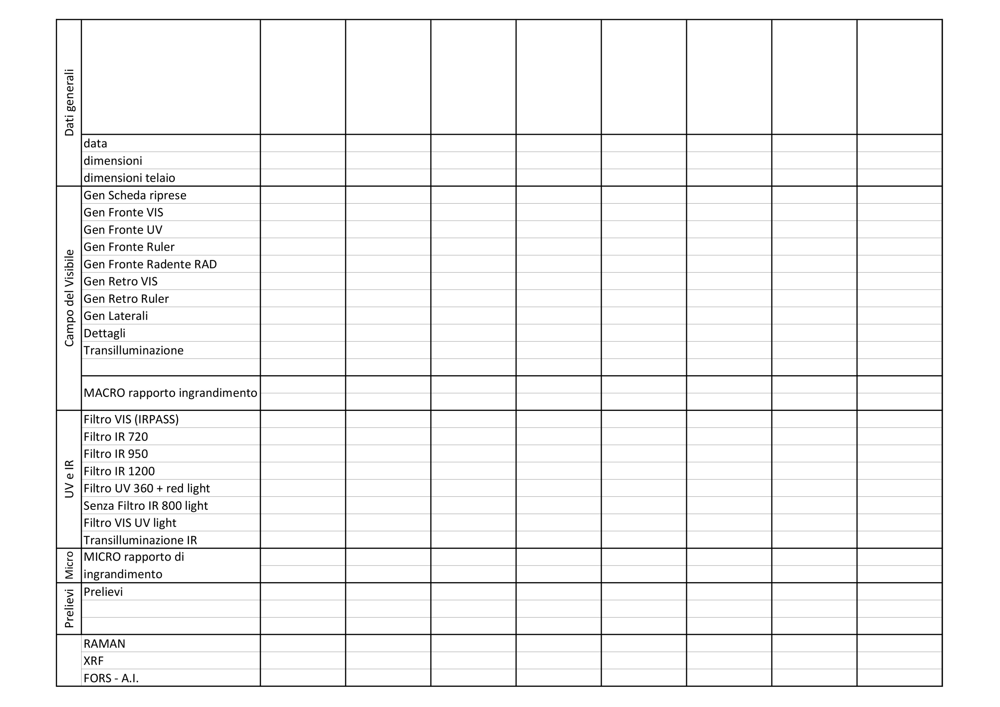 Dati generali
data
dimensioni
dimensioni telaio
Campo del Visibile
Gen Scheda riprese
Gen Fronte VIS
Gen Fronte UV
Gen Fronte Ruler
Gen Fronte Radente RAD
Gen Retro VIS
Gen Retro Ruler
Gen Laterali
Dettagli
Transilluminazione
MACRO rapporto ingrandimento
UV e IR
Filtro VIS (IRPASS)
Filtro IR 720
Filtro IR 950
Filtro IR 1200
Filtro UV 360 + red light
Senza Filtro IR 800 light
Filtro VIS UV light
Transilluminazione IR
Micro
MICRO rapporto di
ingrandimento
Prelievi
Prelievi
RAMAN
XRF
FORS - A.I.